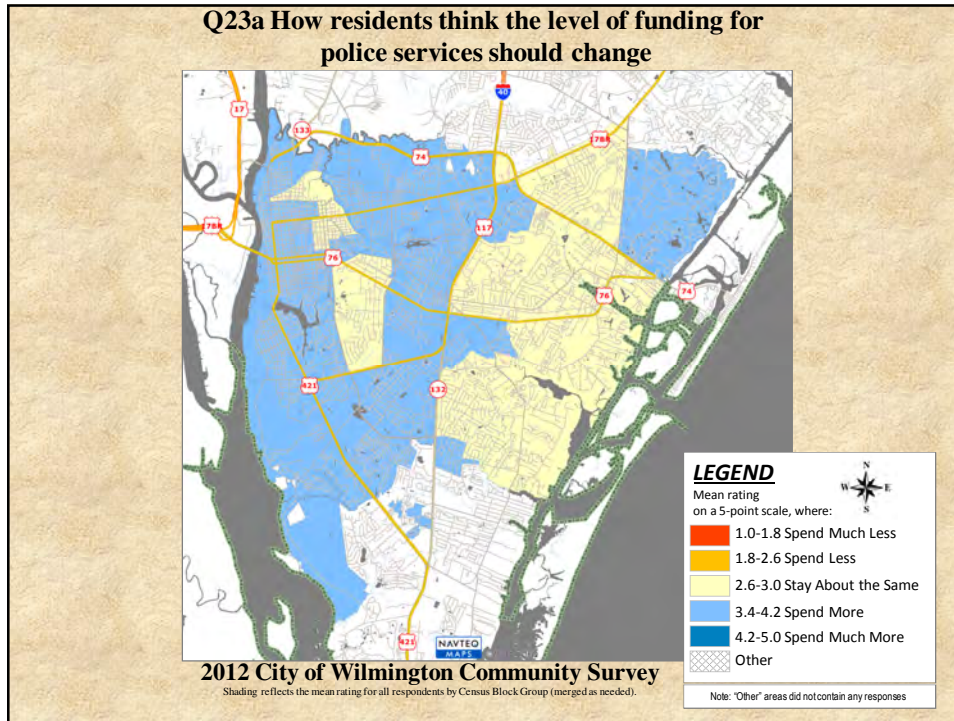 Q23a How residents think the level of funding for
police services should change
40
17
133
74
17BR
117
17BR
76
76
74
421
132
421
NAVTEQ
MAPS
LEGEND
Mean rating
on a 5-point scale, where:
N
W E
S
1.0-1.8 Spend Much Less
1.8-2.6 Spend Less
2.6-3.0 Stay About the Same
3.4-4.2 Spend More
4.2-5.0 Spend Much More
Other
Note: "Other" areas did not contain any responses
2012 City of Wilmington Community Survey
Shading reflects the mean rating for all respondents by Census Block Group (merged as needed).